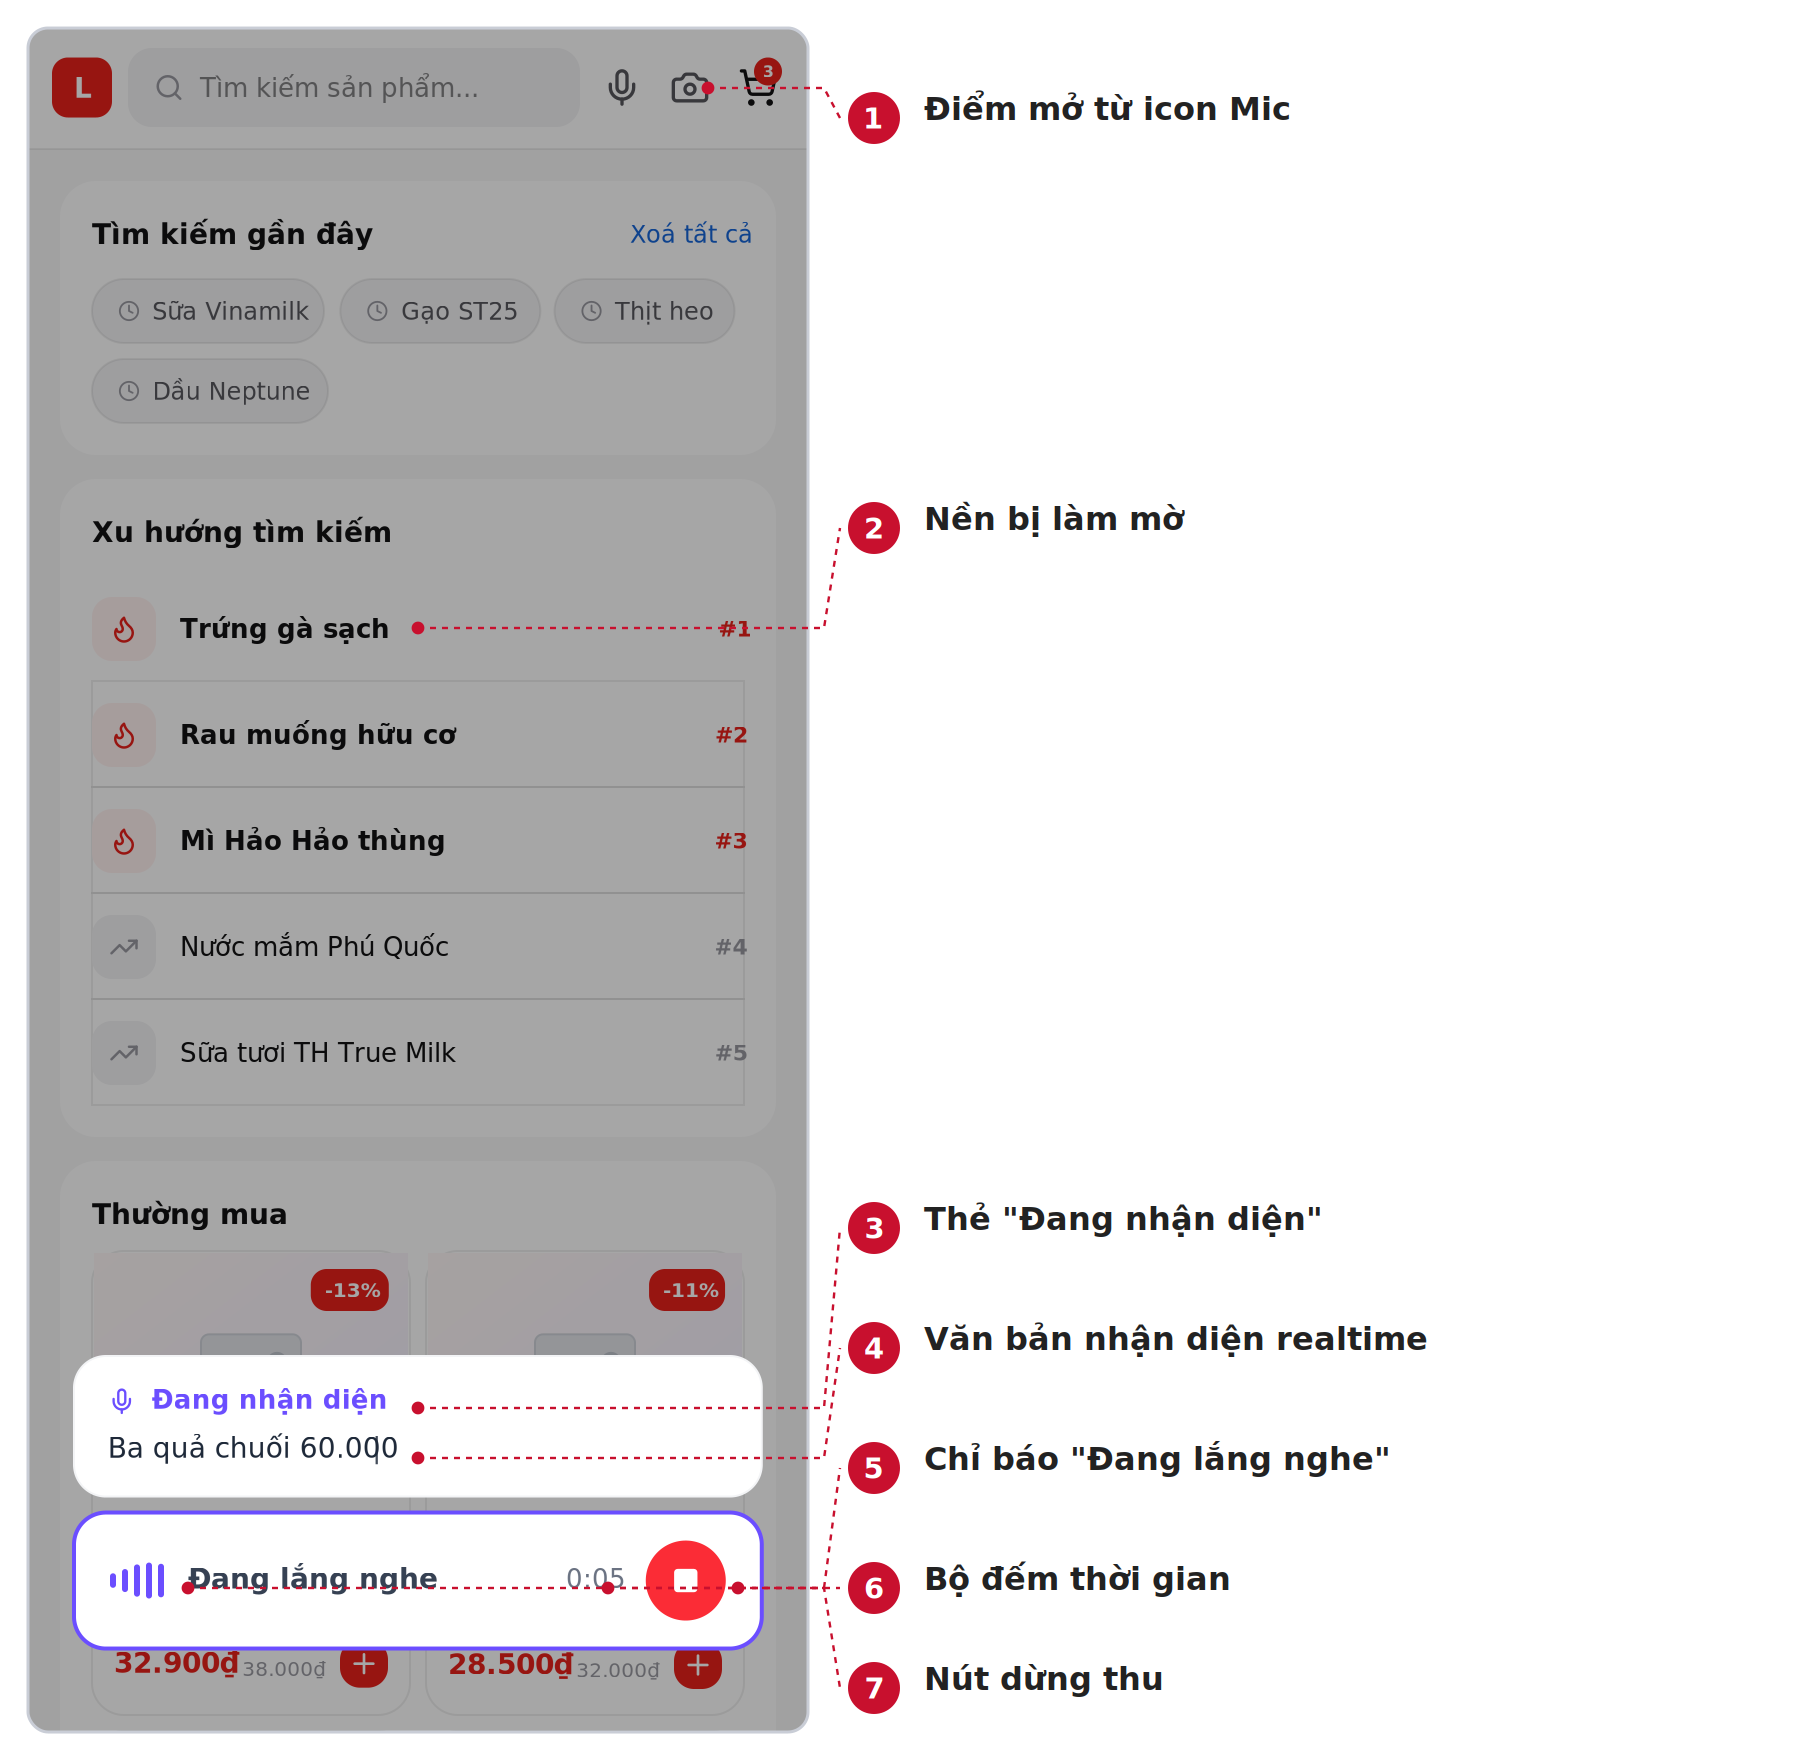 L
Tìm kiếm sản phẩm...
3
1 Điểm mở từ icon Mic
Tìm kiếm gần đây
Xoá tất cả
Sữa Vinamilk
Gạo ST25
Thịt heo
Dầu Neptune
Xu hướng tìm kiếm
2 Nền bị làm mờ
Trứng gà sạch #1
Rau muống hữu cơ #2
Mì Hảo Hảo thùng #3
Nước mắm Phú Quốc #4
Sữa tươi TH True Milk #5
Thường mua
3 Thẻ "Đang nhận diện"
-13%
-11%
4 Văn bản nhận diện realtime
Đang nhận diện
Ba quả chuối 60.000
5 Chỉ báo "Đang lắng nghe"
Đang lắng nghe
0:05
6 Bộ đếm thời gian
32.900₫ 38.000₫
28.500₫ 32.000₫
7 Nút dừng thu